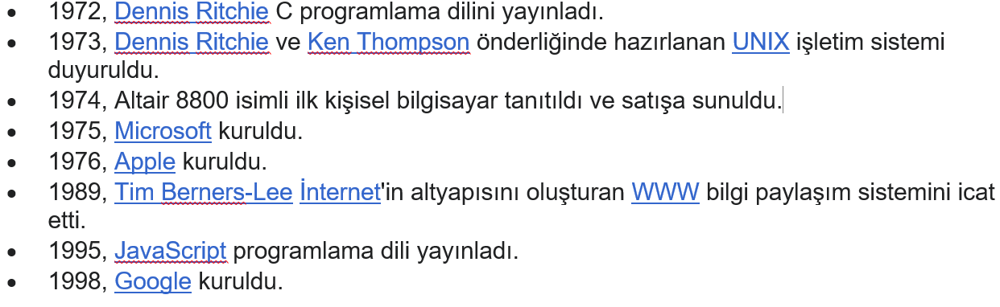 • 1972, Dennis Ritchie C programlama dilini yayınladı.
• 1973, Dennis Ritchie ve Ken Thompson önderliğinde hazırlanan UNIX işletim sistemi
duyuruldu.
• 1974, Altair 8800 isimli ilk kişisel bilgisayar tanıtıldı ve satışa sunuldu.
• 1975, Microsoft kuruldu.
• 1976, Apple kuruldu.
• 1989, Tim Berners-Lee İnternet'in altyapısını oluşturan WWW bilgi paylaşım sistemini icat
etti.
• 1995, JavaScript programlama dili yayınladı.
• 1998, Google kuruldu.